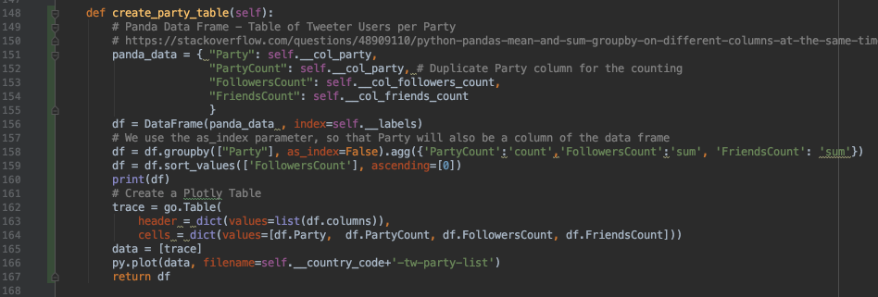 148 def create_party_table(self):
149 # Panda Data Frame - Table of Tweeter Users per Party
150 # https://stackoverflow.com/questions/48909110/python-pandas-mean-and-sum-groupby-on-different-columns-at-the-same-tim
151 panda_data = { "Party": self.__col_party,
152 "PartyCount": self.__col_party, # Duplicate Party column for the counting
153 "FollowersCount": self.__col_followers_count,
154 "FriendsCount": self.__col_friends_count
155 }
156 df = DataFrame(panda_data , index=self.__labels)
157 # We use the as_index parameter, so that Party will also be a column of the data frame
158 df = df.groupby(["Party"], as_index=False).agg({'PartyCount':'count','FollowersCount':'sum', 'FriendsCount': 'sum'})
159 df = df.sort_values(['FollowersCount'], ascending=[0])
160 print(df)
161 # Create a Plotly Table
162 trace = go.Table(
163 header = dict(values=list(df.columns)),
164 cells = dict(values=[df.Party, df.PartyCount, df.FollowersCount, df.FriendsCount]))
165 data = [trace]
166 py.plot(data, filename=self.__country_code+'-tw-party-list')
167 return df
168